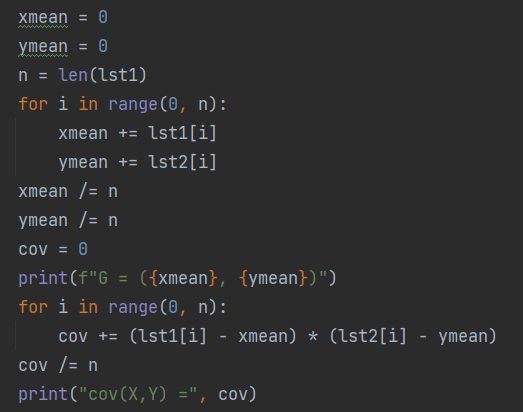 xmean = 0
ymean = 0
n = len(lst1)
for i in range(0, n):
    xmean += lst1[i]
    ymean += lst2[i]
xmean /= n
ymean /= n
cov = 0
print(f"G = ({xmean}, {ymean})")
for i in range(0, n):
    cov += (lst1[i] - xmean) * (lst2[i] - ymean)
cov /= n
print("cov(X,Y) =", cov)